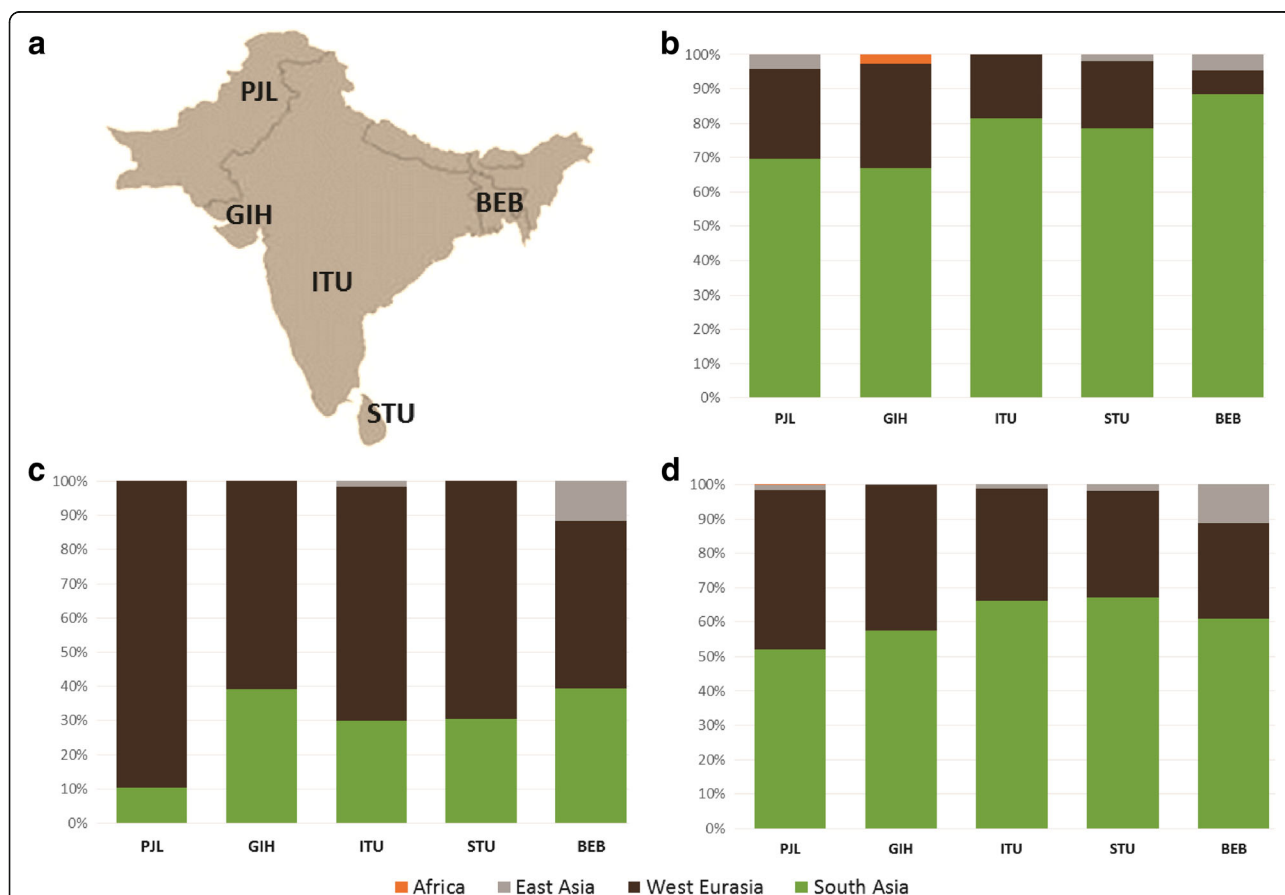 a
PJL
GIH
BEB
ITU
STU
b
100%
90%
80%
70%
60%
50%
40%
30%
20%
10%
0%
PJL GIH ITU STU BEB
c
100%
90%
80%
70%
60%
50%
40%
30%
20%
10%
0%
PJL GIH ITU STU BEB
d
100%
90%
80%
70%
60%
50%
40%
30%
20%
10%
0%
PJL GIH ITU STU BEB
Africa East Asia West Eurasia South Asia